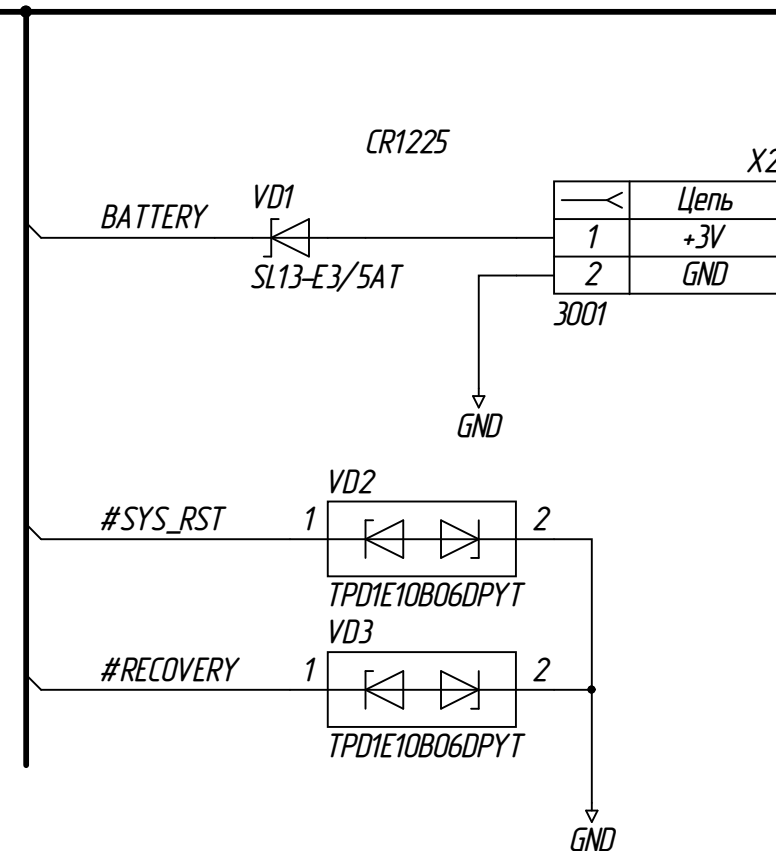 CR1225
X2
VD1
BATTERY
Цепь
1 +3V
SL13-E3/5AT
2 GND
3001
GND
VD2
#SYS_RST 1 2
TPD1E10B06DPYT
VD3
#RECOVERY 1 2
TPD1E10B06DPYT
GND